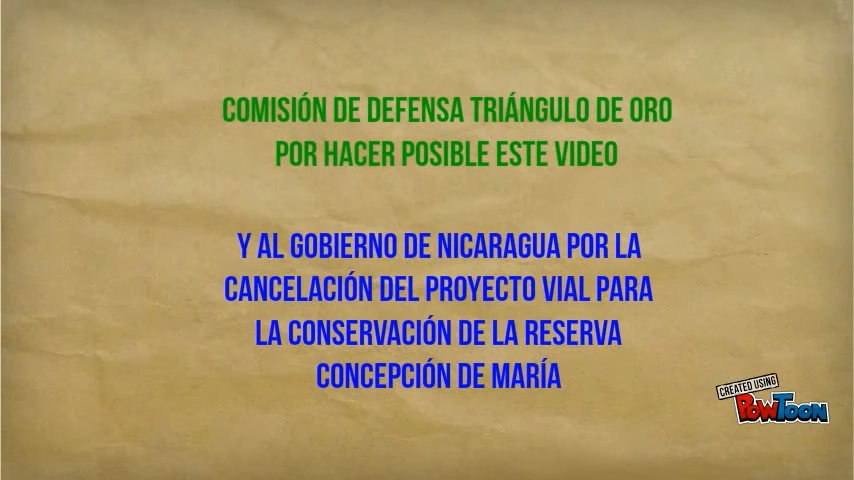 COMISIÓN DE DEFENSA TRIÁNGULO DE ORO
POR HACER POSIBLE ESTE VIDEO
Y AL GOBIERNO DE NICARAGUA POR LA
CANCELACIÓN DEL PROYECTO VIAL PARA
LA CONSERVACIÓN DE LA RESERVA
CONCEPCIÓN DE MARÍA
CREATED USING
POWTOON